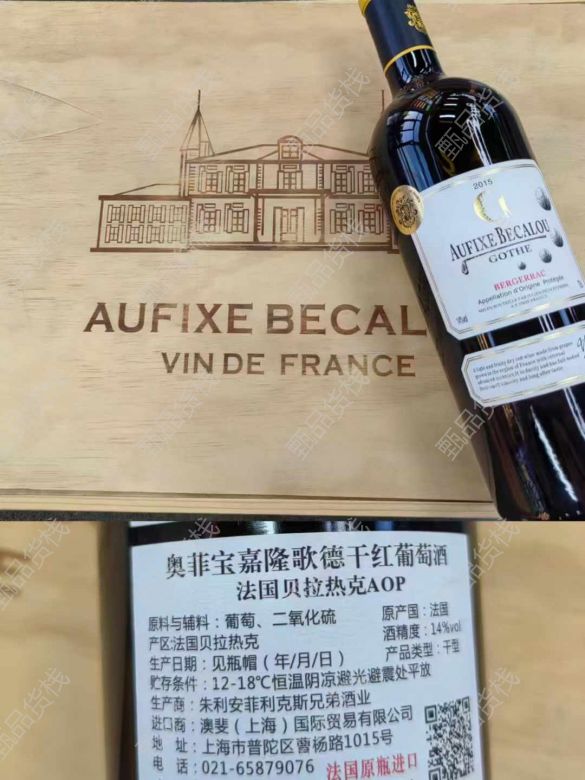 AUFIXE BECAL
VIN DE FRANCE
2015
AUFIXE BECALOU
GOTHE
BERGERBAC
Appellation d'Origine Protégée
奥菲宝嘉隆歌德干红葡萄酒
法国贝拉热克AOP
原料与辅料：葡萄、二氧化硫
原产国：法国
产区:法国贝拉热克
酒精度：14%vol
生产日期：见瓶帽（年/月/日）
产品类型：干型
贮存条件：12-18℃恒温阴凉避光避震处平放
生产商：朱利安菲利克斯兄弟酒业
进口商：澳斐（上海）国际贸易有限公司
地 址：上海市普陀区曹杨路1015号
电 话：021-65879076
法国原瓶进口
甄品货栈